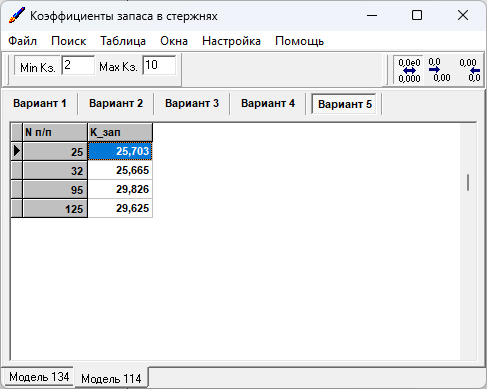 Коэффициенты запаса в стержнях
Файл Поиск Таблица Окна Настройка Помощь
Min Кз. 2 Max Кз. 10
0,0e0 0,0 0,00
0,000 0,00 0,0
Вариант 1 Вариант 2 Вариант 3 Вариант 4 Вариант 5
N п/п K_зап
25 25,703
32 25,665
95 29,826
125 29,625
Модель 134 Модель 114